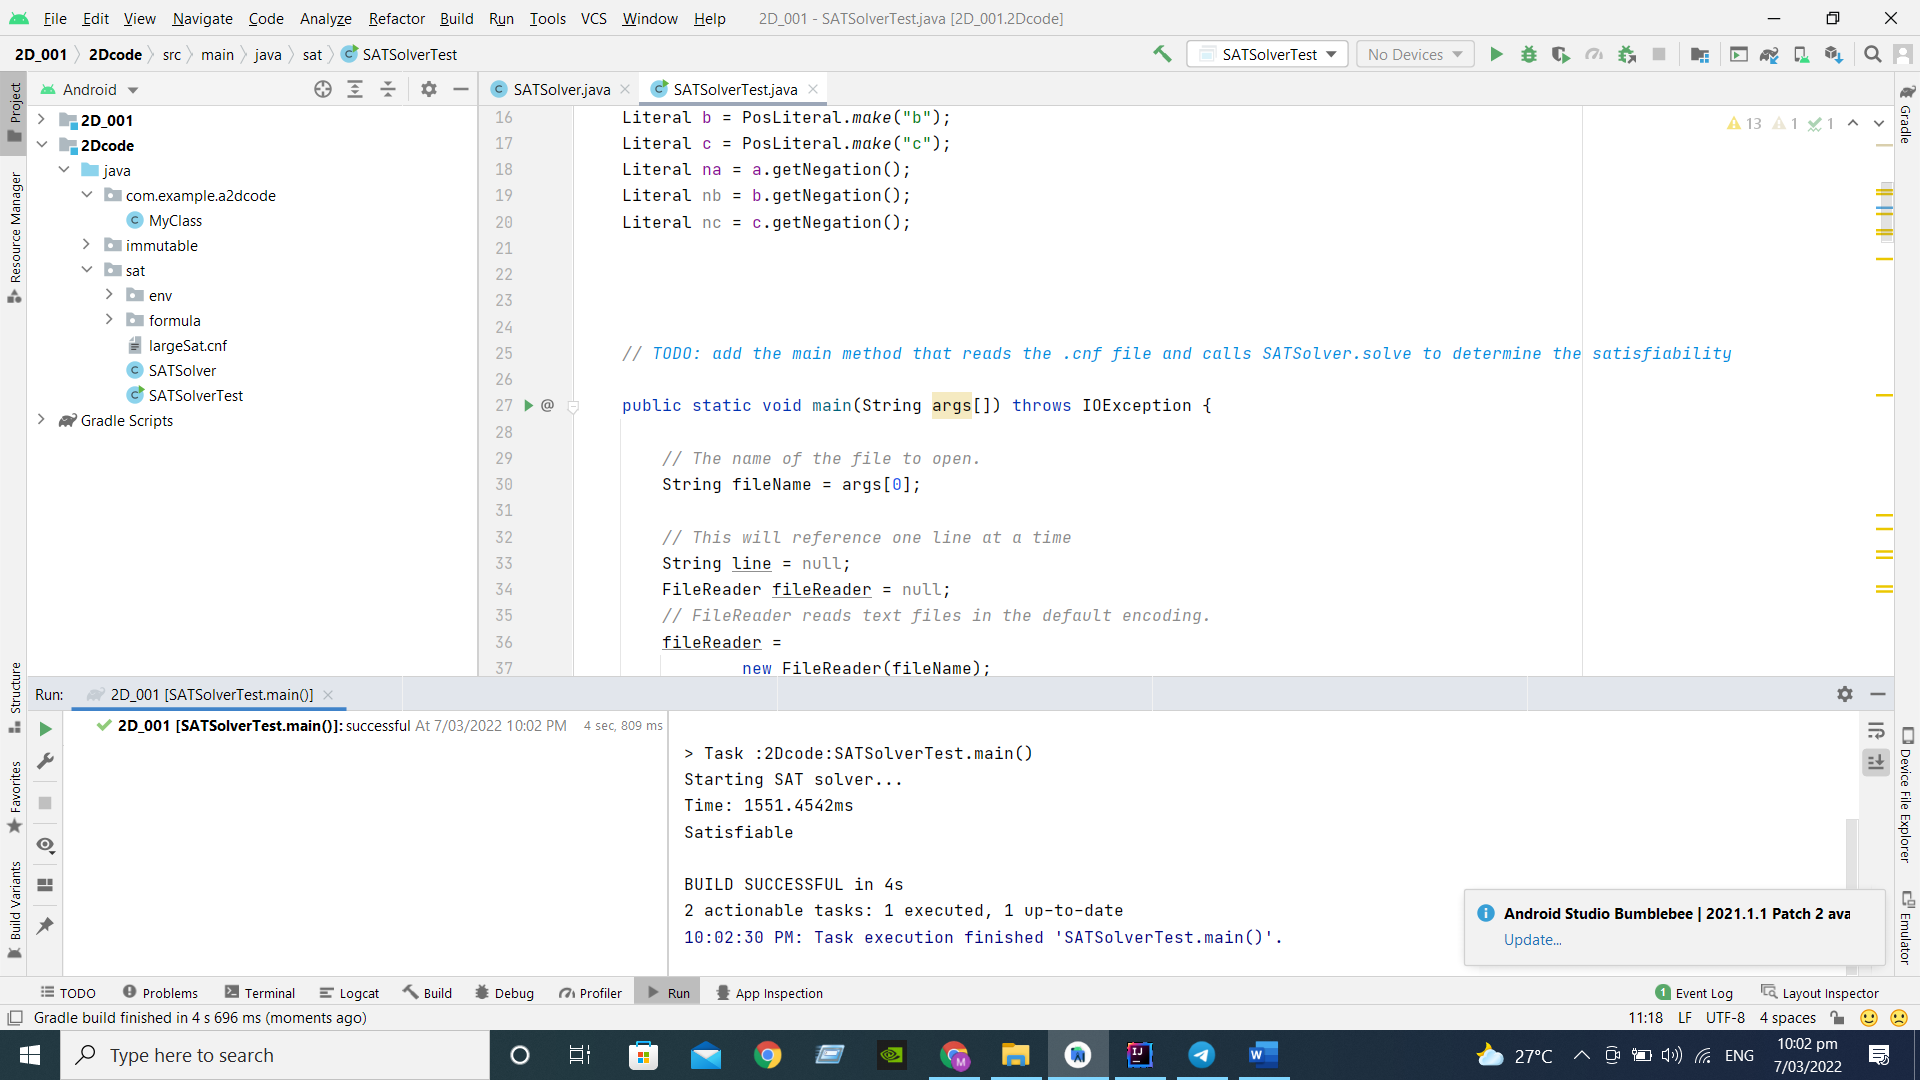 File Edit View Navigate Code Analyze Refactor Build Run Tools VCS Window Help 2D_001 - SATSolverTest.java [2D_001.2Dcode]
2D_001 2Dcode src main java sat SATSolverTest SATSolverTest No Devices
Project
Resource Manager
Structure
Favorites
Build Variants
Android
2D_001
2Dcode
java
com.example.a2dcode
MyClass
immutable
sat
env
formula
largeSat.cnf
SATSolver
SATSolverTest
Gradle Scripts
SATSolver.java SATSolverTest.java
13 1 1
16 Literal b = PosLiteral.make("b");
17 Literal c = PosLiteral.make("c");
18 Literal na = a.getNegation();
19 Literal nb = b.getNegation();
20 Literal nc = c.getNegation();
21
22
23
24
25 // TODO: add the main method that reads the .cnf file and calls SATSolver.solve to determine the satisfiability
26
27 @ public static void main(String args[]) throws IOException {
28
29 // The name of the file to open.
30 String fileName = args[0];
31
32 // This will reference one line at a time
33 String line = null;
34 FileReader fileReader = null;
35 // FileReader reads text files in the default encoding.
36 fileReader =
37 new FileReader(fileName);
Gradle
Device File Explorer
Emulator
Run: 2D_001 [SATSolverTest.main()]
2D_001 [SATSolverTest.main()]: successful At 7/03/2022 10:02 PM 4 sec, 809 ms
> Task :2Dcode:SATSolverTest.main()
Starting SAT solver...
Time: 1551.4542ms
Satisfiable
BUILD SUCCESSFUL in 4s
2 actionable tasks: 1 executed, 1 up-to-date
10:02:30 PM: Task execution finished 'SATSolverTest.main()'.
Android Studio Bumblebee | 2021.1.1 Patch 2 ava
Update...
TODO Problems Terminal Logcat Build Debug Profiler Run App Inspection 1 Event Log Layout Inspector
Gradle build finished in 4 s 696 ms (moments ago) 11:18 LF UTF-8 4 spaces
Type here to search 27°C ENG 10:02 pm
7/03/2022